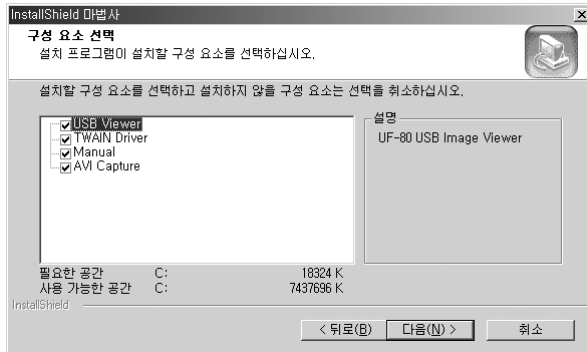 InstallShield 마법사
구성 요소 선택
설치 프로그램이 설치할 구성 요소를 선택하십시오.
설치할 구성 요소를 선택하고 설치하지 않을 구성 요소는 선택을 취소하십시오.
USB Viewer
TWAIN Driver
Manual
AVI Capture
설명
UF-80 USB Image Viewer
필요한 공간 C: 18324 K
사용 가능한 공간 C: 7437696 K
InstallShield
< 뒤로(B) 다음(N) > 취소